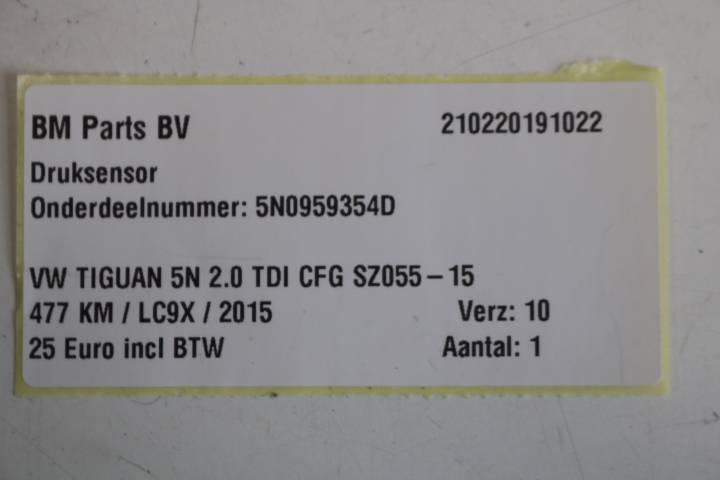 BM Parts BV 210220191022
Druksensor
Onderdeelnummer: 5N0959354D
VW TIGUAN 5N 2.0 TDI CFG SZ055-15
477 KM / LC9X / 2015 Verz: 10
25 Euro incl BTW Aantal: 1